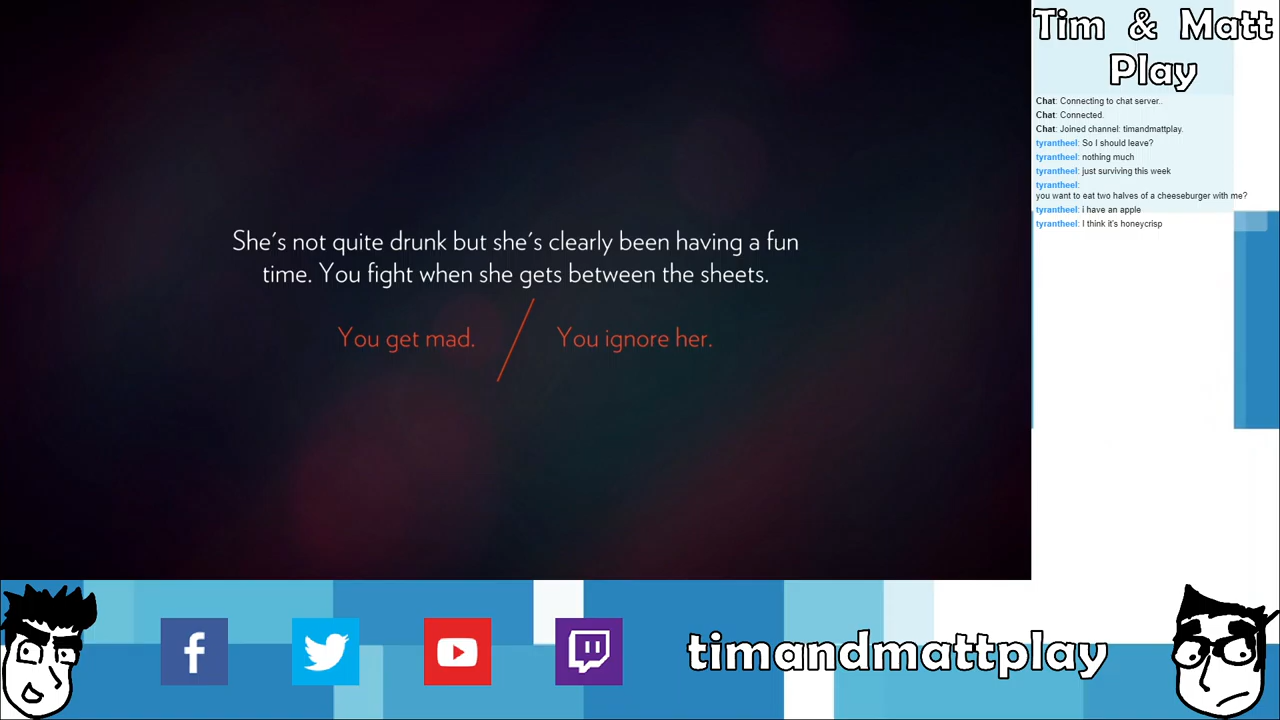 She's not quite drunk but she's clearly been having a fun
time. You fight when she gets between the sheets.
You get mad.
You ignore her.
Tim & Matt
Play
Chat: Connecting to chat server..
Chat: Connected.
Chat: Joined channel: timandmattplay.
tyrantheel: So I should leave?
tyrantheel: nothing much
tyrantheel: just surviving this week
tyrantheel:
you want to eat two halves of a cheeseburger with me?
tyrantheel: i have an apple
tyrantheel: I think it's honeycrisp
timandmattplay